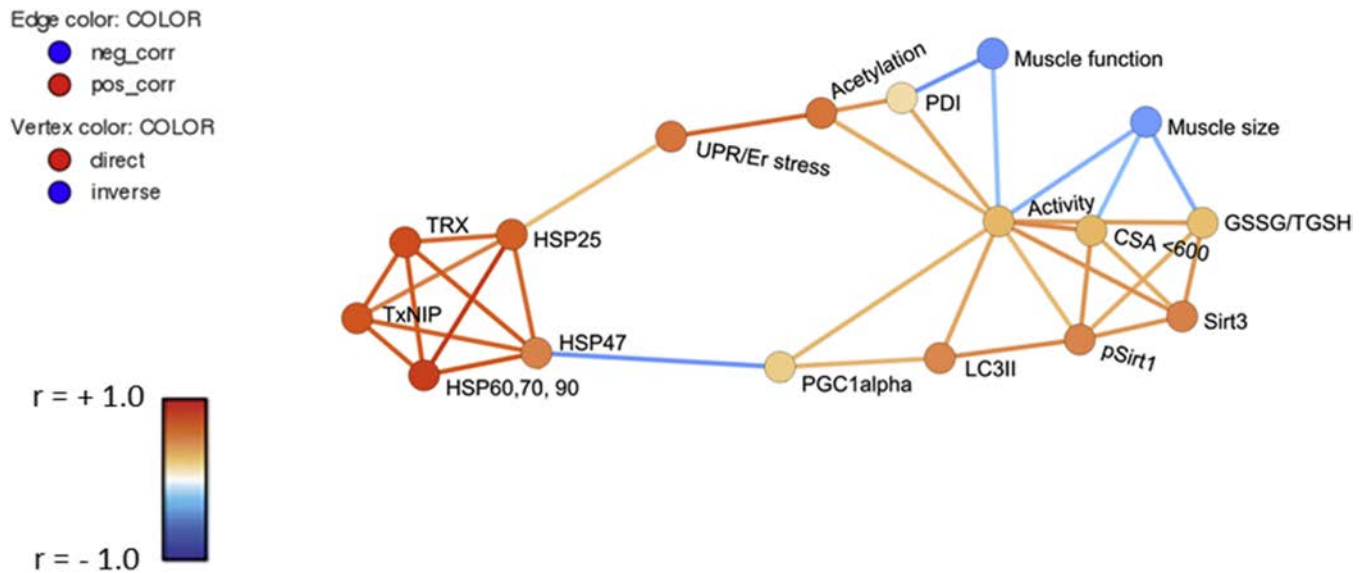 Edge color: COLOR
neg_corr
pos_corr
Vertex color: COLOR
direct
inverse
Acetylation
Muscle function
PDI
Muscle size
UPR/Er stress
Activity
TRX
HSP25
GSSG/TGSH
CSA <600
TxNIP
Sirt3
HSP47
pSirt1
LC3II
PGC1alpha
HSP60,70, 90
r = + 1.0
r = - 1.0